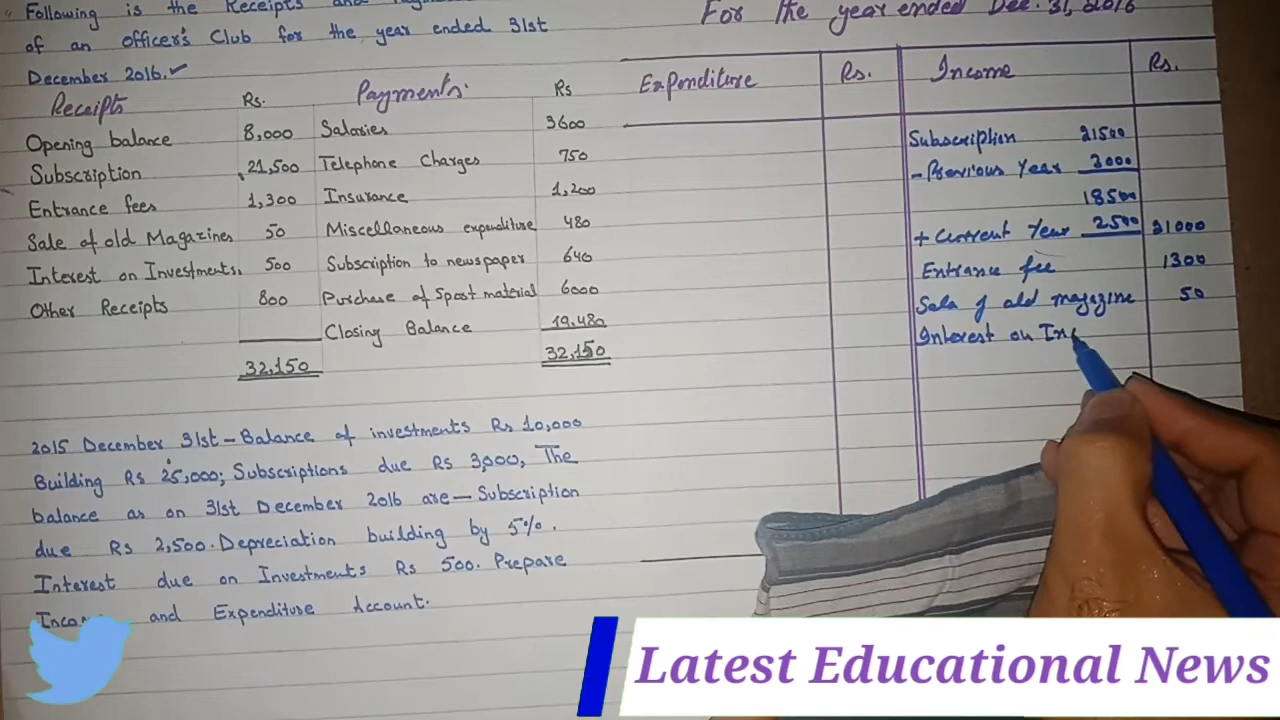 Following is the Receipts and
of an officer's Club for the year ended 31st
December 2016.
Receipts Rs. Payments. Rs
Opening balance 8,000 Salaries 3600
Subscription 21,500 Telephone Charges 750
Entrance fees 1,300 Insurance 1,200
Sale of old Magazines 50 Miscellaneous expenditure 480
Interest on Investments. 500 Subscription to newspaper 640
Other Receipts 800 Purchase of Sport material 6000
Closing Balance 19,480
32,150 32,150
2015 December 31st - Balance of investments Rs 10,000
Building Rs 25,000; Subscriptions due Rs 3,000, The
balance as on 31st December 2016 are - Subscription
due Rs 2,500. Depreciation building by 5%.
Interest due on Investments Rs 500. Prepare
and Expenditure Account.
For the year ended Dec. 31, 2016
Expenditure Rs. Income Rs.
Subscription 21500
- Previous Year 3000
18500
+ Current Year 2500 21000
Entrance fee 1300
Sale of old magazine 50
Interest on Inv
Latest Educational News